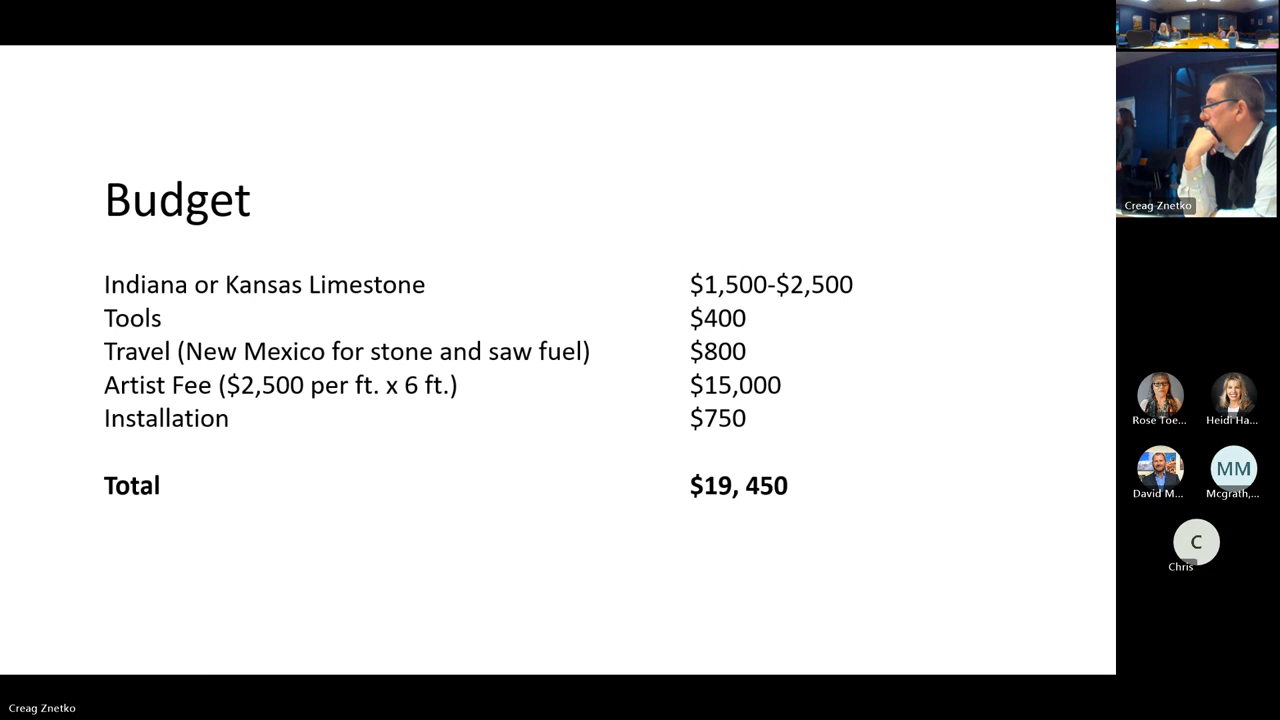 Budget
Indiana or Kansas Limestone $1,500-$2,500
Tools $400
Travel (New Mexico for stone and saw fuel) $800
Artist Fee ($2,500 per ft. x 6 ft.) $15,000
Installation $750
Total $19, 450
Creag Znetko
Rose Toe... Heidi Ha...
MM
David M... Mcgrath,...
C
Chris
Creag Znetko